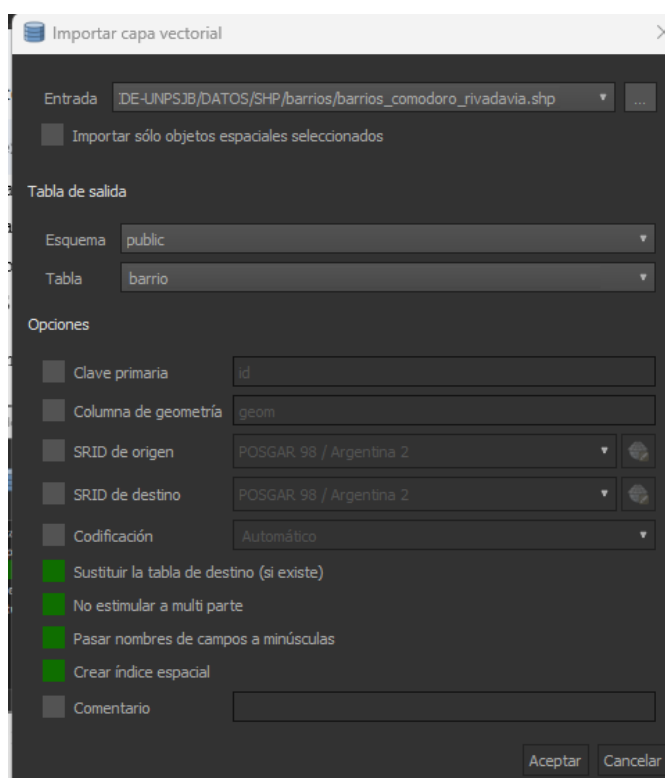 Importar capa vectorial
Entrada :DE-UNPSJB/DATOS/SHP/barrios/barrios_comodoro_rivadavia.shp ...
Importar sólo objetos espaciales seleccionados
Tabla de salida
Esquema public
Tabla barrio
Opciones
Clave primaria id
Columna de geometría geom
SRID de origen POSGAR 98 / Argentina 2
SRID de destino POSGAR 98 / Argentina 2
Codificación Automático
Sustituir la tabla de destino (si existe)
No estimular a multi parte
Pasar nombres de campos a minúsculas
Crear índice espacial
Comentario
Aceptar Cancelar